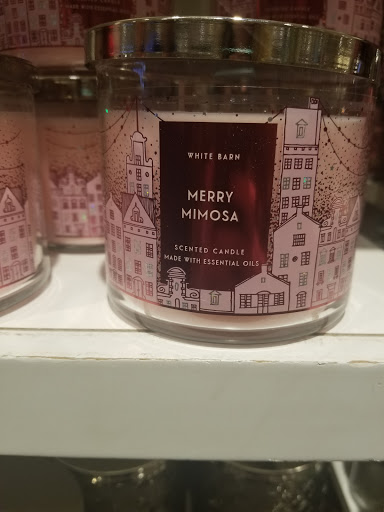 WHITE BARN
MERRY
MIMOSA
SCENTED CANDLE
MADE WITH ESSENTIAL OILS